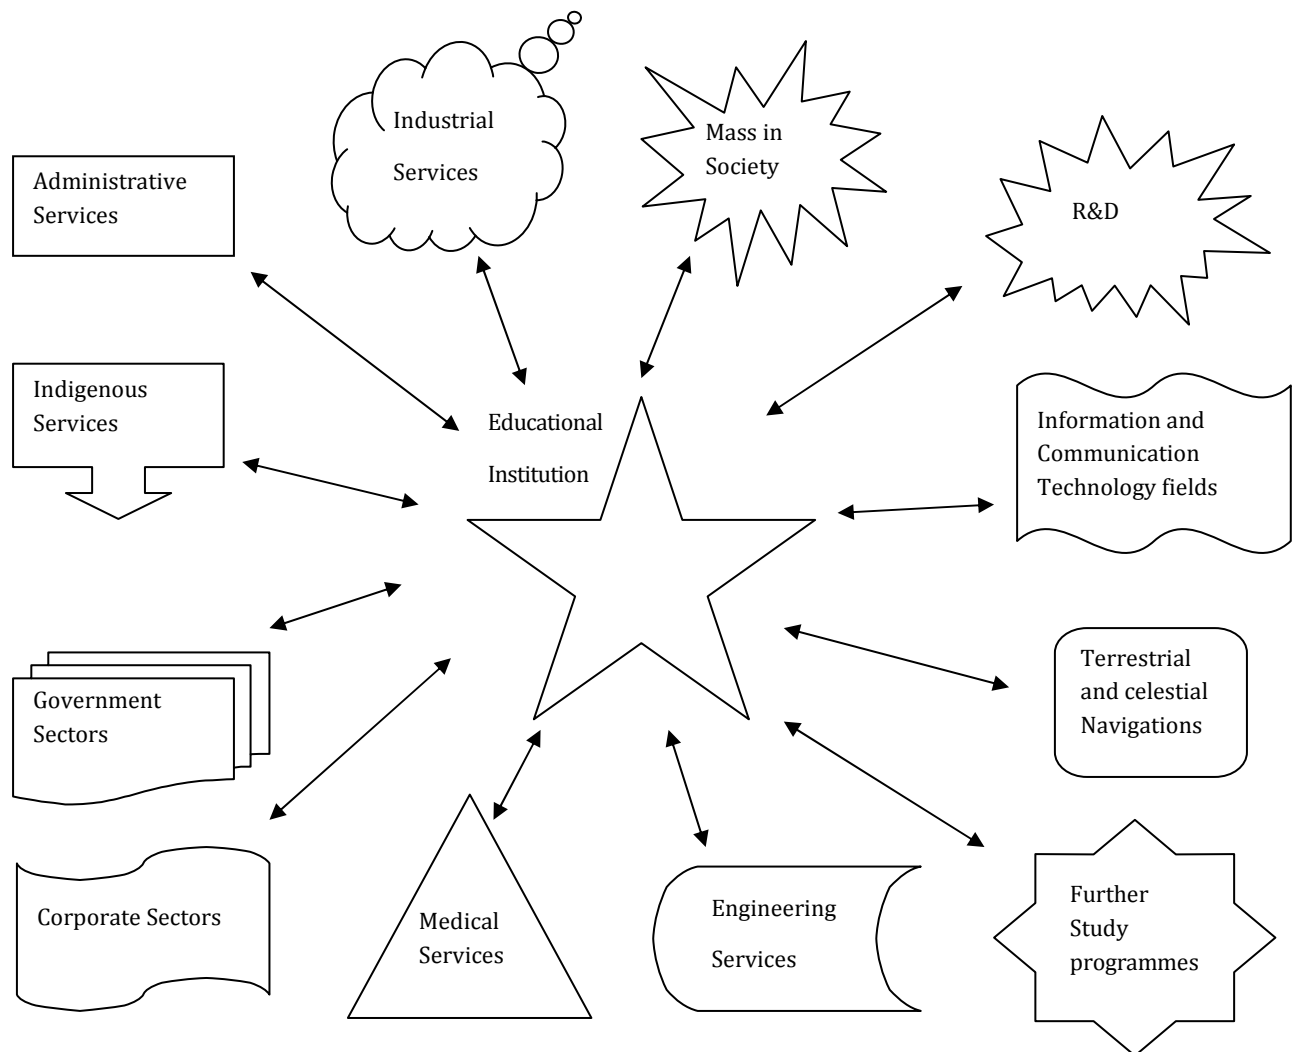 Industrial
Services
Mass in
Society
Administrative
Services
R&D
Indigenous
Services
Educational
Institution
Information and
Communication
Technology fields
Government
Sectors
Terrestrial
and celestial
Navigations
Corporate Sectors
Medical
Services
Engineering
Services
Further
Study
programmes